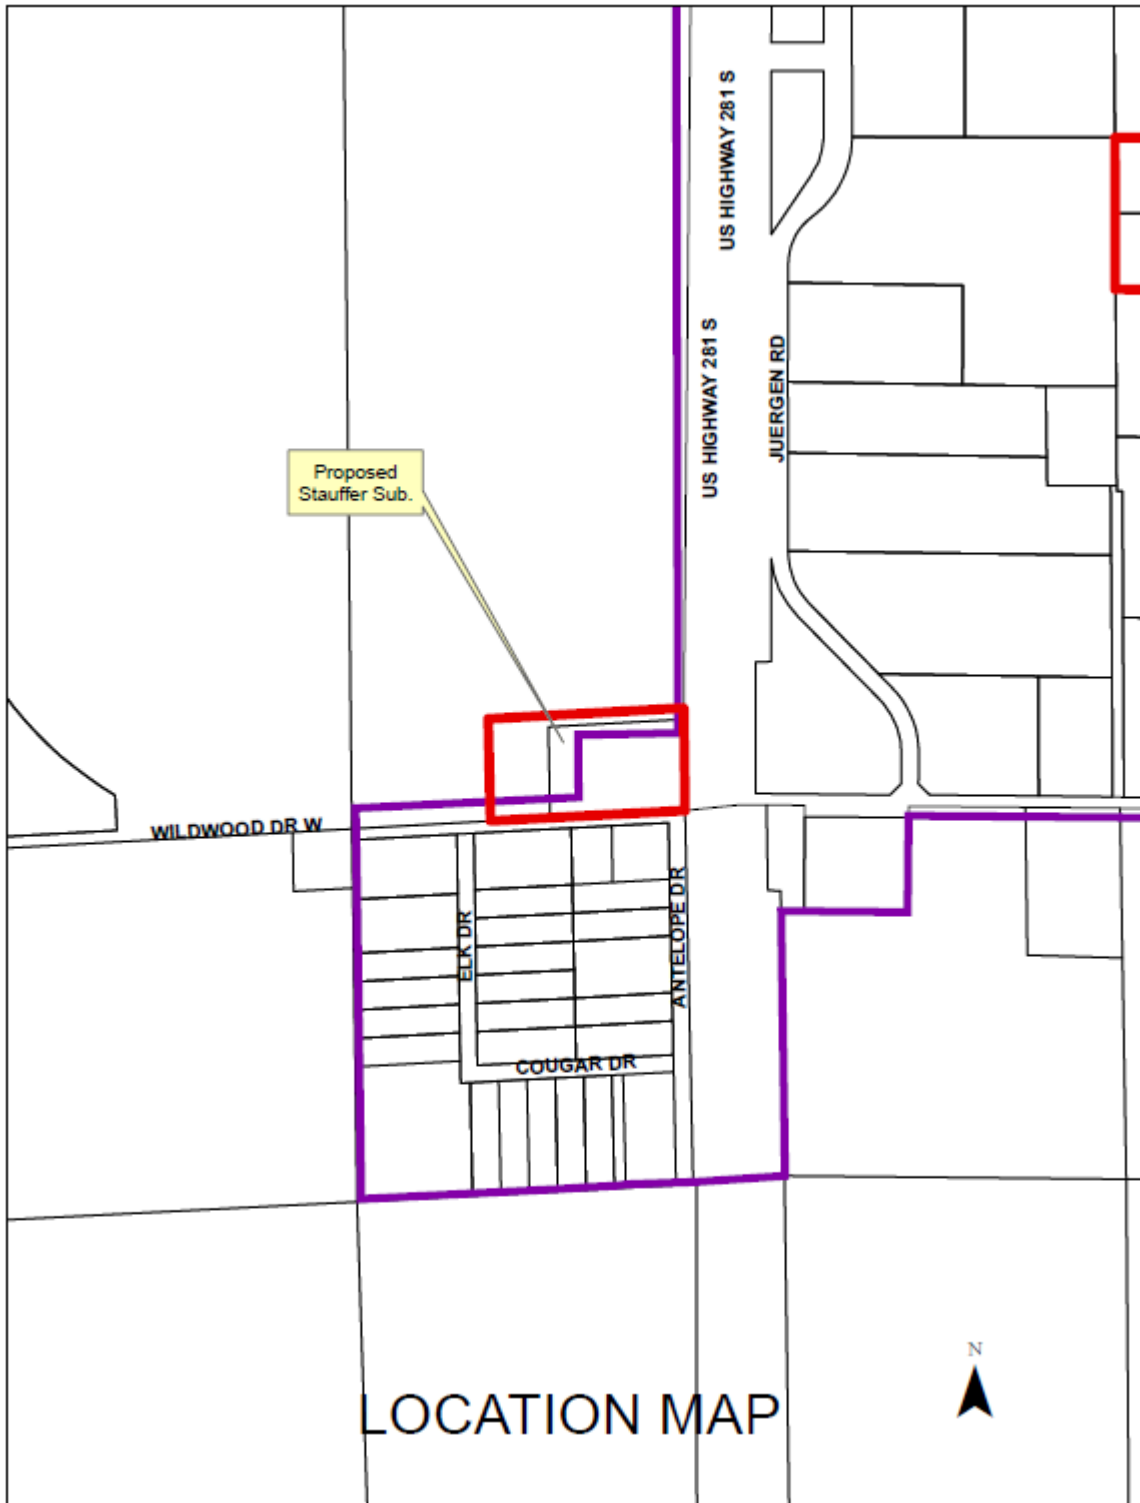 US HIGHWAY 281 S
US HIGHWAY 281 S
JUERGEN RD
Proposed
Stauffer Sub.
WILDWOOD DR W
ELK DR
ANTELOPE DR
COUGAR DR
N
LOCATION MAP